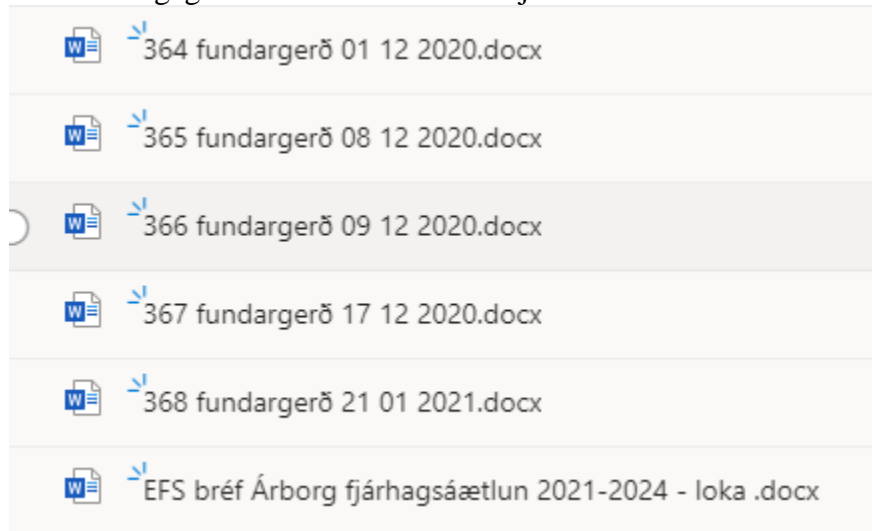 364 fundargerð 01 12 2020.docx
365 fundargerð 08 12 2020.docx
366 fundargerð 09 12 2020.docx
367 fundargerð 17 12 2020.docx
368 fundargerð 21 01 2021.docx
EFS bréf Árborg fjárhagsáætlun 2021-2024 - loka .docx